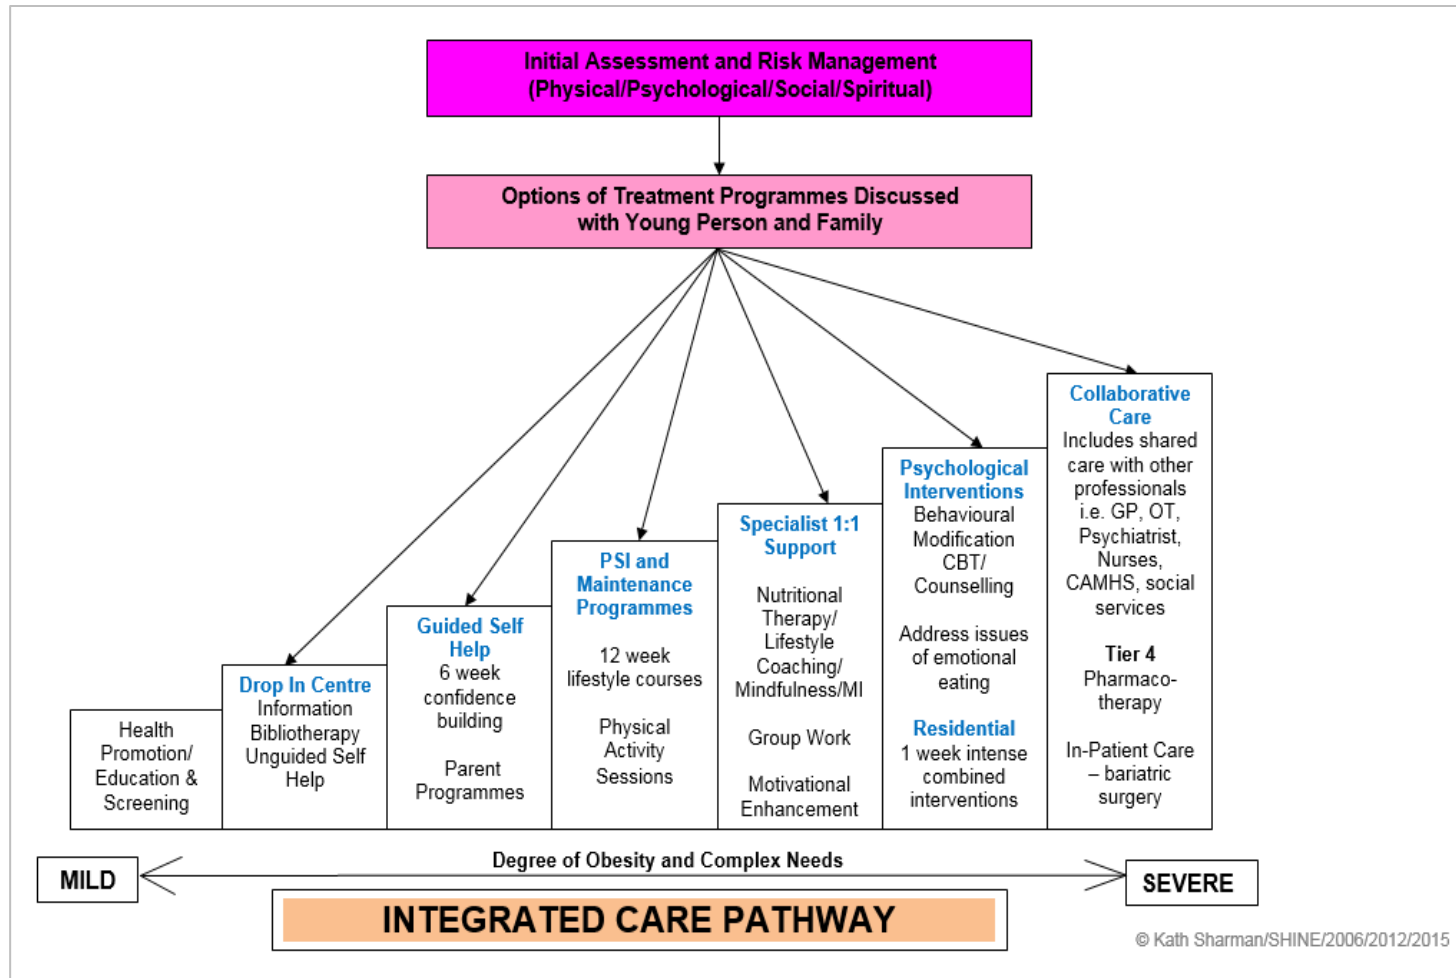 Initial Assessment and Risk Management
(Physical/Psychological/Social/Spiritual)
Options of Treatment Programmes Discussed
with Young Person and Family
Health
Promotion/
Education &
Screening
Drop In Centre
Information
Bibliotherapy
Unguided Self
Help
Guided Self
Help
6 week
confidence
building
Parent
Programmes
PSI and
Maintenance
Programmes
12 week
lifestyle courses
Physical
Activity
Sessions
Specialist 1:1
Support
Nutritional
Therapy/
Lifestyle
Coaching/
Mindfulness/MI
Group Work
Motivational
Enhancement
Psychological
Interventions
Behavioural
Modification
CBT/
Counselling
Address issues
of emotional
eating
Residential
1 week intense
combined
interventions
Collaborative
Care
Includes shared
care with other
professionals
i.e. GP, OT,
Psychiatrist,
Nurses,
CAMHS, social
services
Tier 4
Pharmaco-
therapy
In-Patient Care
– bariatric
surgery
Degree of Obesity and Complex Needs
MILD
SEVERE
INTEGRATED CARE PATHWAY
© Kath Sharman/SHINE/2006/2012/2015